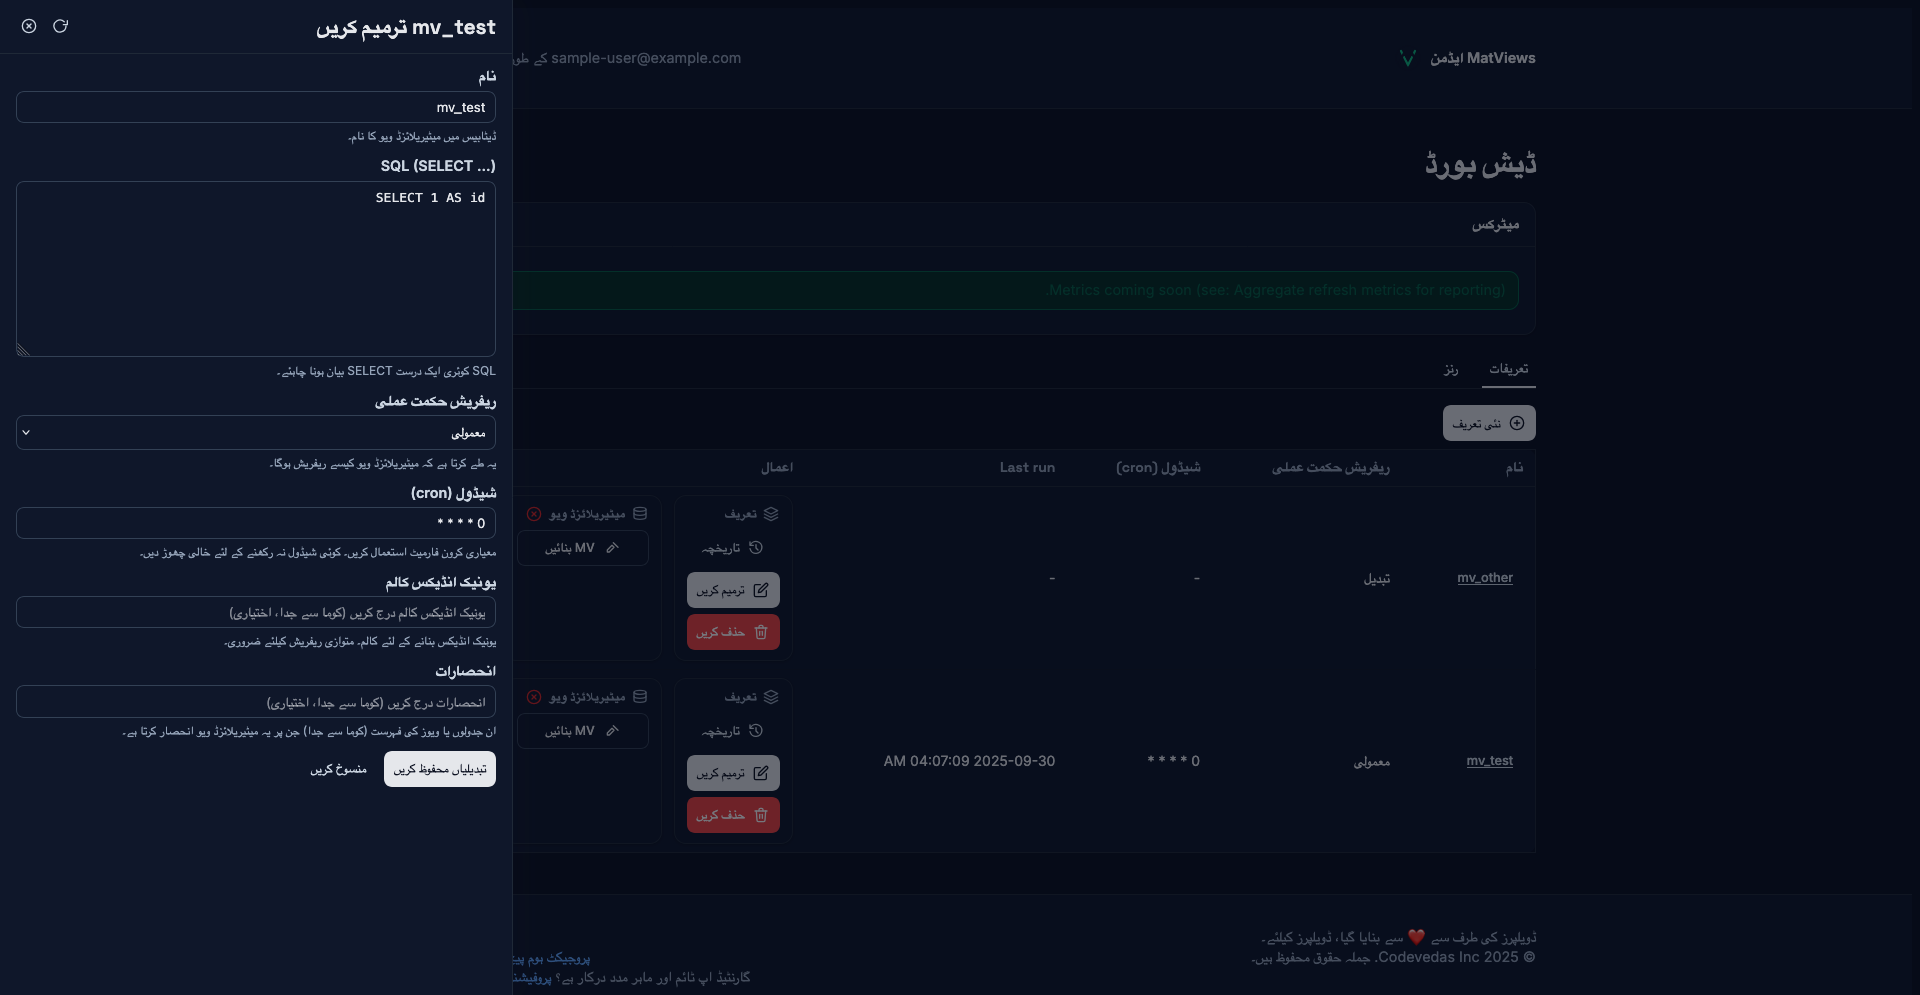 mv_test ترمیم کریں
نام
mv_test
ڈیٹابیس میں میٹیریلائزڈ ویو کا نام۔
SQL (SELECT ...)
SELECT 1 AS id
SQL کوئری ایک درست SELECT بیان ہونا چاہئے۔
ریفریش حکمت عملی
معمولی
یہ طے کرتا ہے کہ میٹیریلائزڈ ویو کیسے ریفریش ہوگا۔
شیڈول (cron)
0 * * * *
معیاری کرون فارمیٹ استعمال کریں۔ کوئی شیڈول نہ رکھنے کے لئے خالی چھوڑ دیں۔
یونیک انڈیکس کالم
یونیک انڈیکس کالم درج کریں (کوما سے جدا، اختیاری)
یونیک انڈیکس بنانے کے لئے کالم۔ متوازی ریفریش کیلئے ضروری۔
انحصارات
انحصارات درج کریں (کوما سے جدا، اختیاری)
ان جدولوں یا ویوز کی فہرست (کوما سے جدا) جن پر یہ میٹیریلائزڈ ویو انحصار کرتا ہے۔
تبدیلیاں محفوظ کریں
منسوخ کریں
MatViews ایڈمن
sample-user@example.com کے طور
ڈیش بورڈ
میٹرکس
Metrics coming soon (see: Aggregate refresh metrics for reporting).
تعریفات
رنز
نئی تعریف
نام ریفریش حکمت عملی شیڈول (cron) Last run اعمال
mv_other تبدیل - -
تعریف
تاریخچہ
ترمیم کریں
حذف کریں
میٹیریلائزڈ ویو
MV بنائیں
mv_test معمولی 0 * * * * 2025-09-30 04:07:09 AM
تعریف
تاریخچہ
ترمیم کریں
حذف کریں
میٹیریلائزڈ ویو
MV بنائیں
ڈویلپرز کی طرف سے ❤️ سے بنایا گیا، ڈویلپرز کیلئے۔
© 2025 Codevedas Inc. جملہ حقوق محفوظ ہیں۔
پروجیکٹ ہوم
گارنٹیڈ اپ ٹائم اور ماہر مدد درکار ہے؟